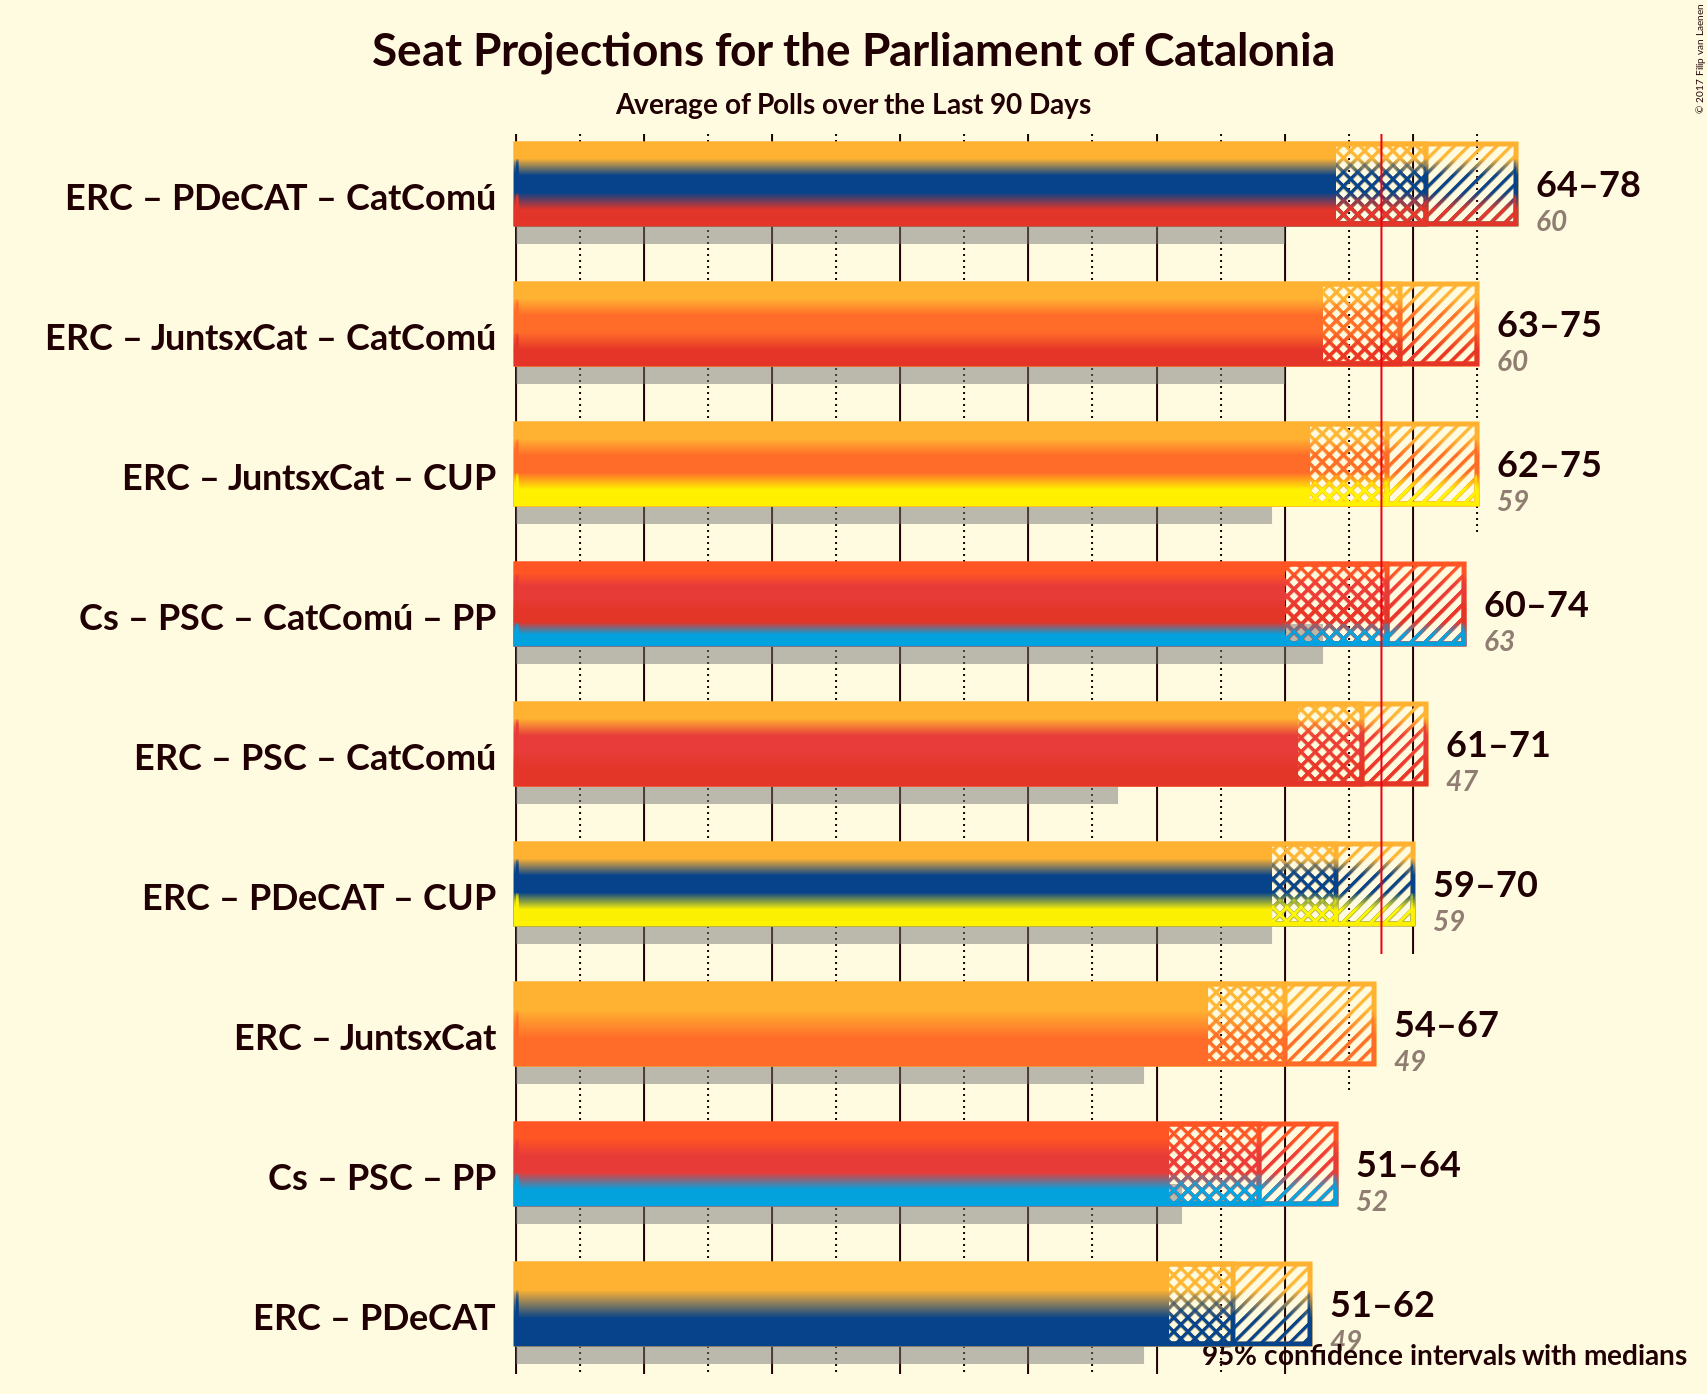 Seat Projections for the Parliament of Catalonia
Average of Polls over the Last 90 Days
© 2017 Filip van Laenen
ERC – PDeCAT – CatComú
64–78
60
ERC – JuntsxCat – CatComú
63–75
60
ERC – JuntsxCat – CUP
62–75
59
Cs – PSC – CatComú – PP
60–74
63
ERC – PSC – CatComú
61–71
47
ERC – PDeCAT – CUP
59–70
59
ERC – JuntsxCat
54–67
49
Cs – PSC – PP
51–64
52
ERC – PDeCAT
51–62
49
95% confidence intervals with medians